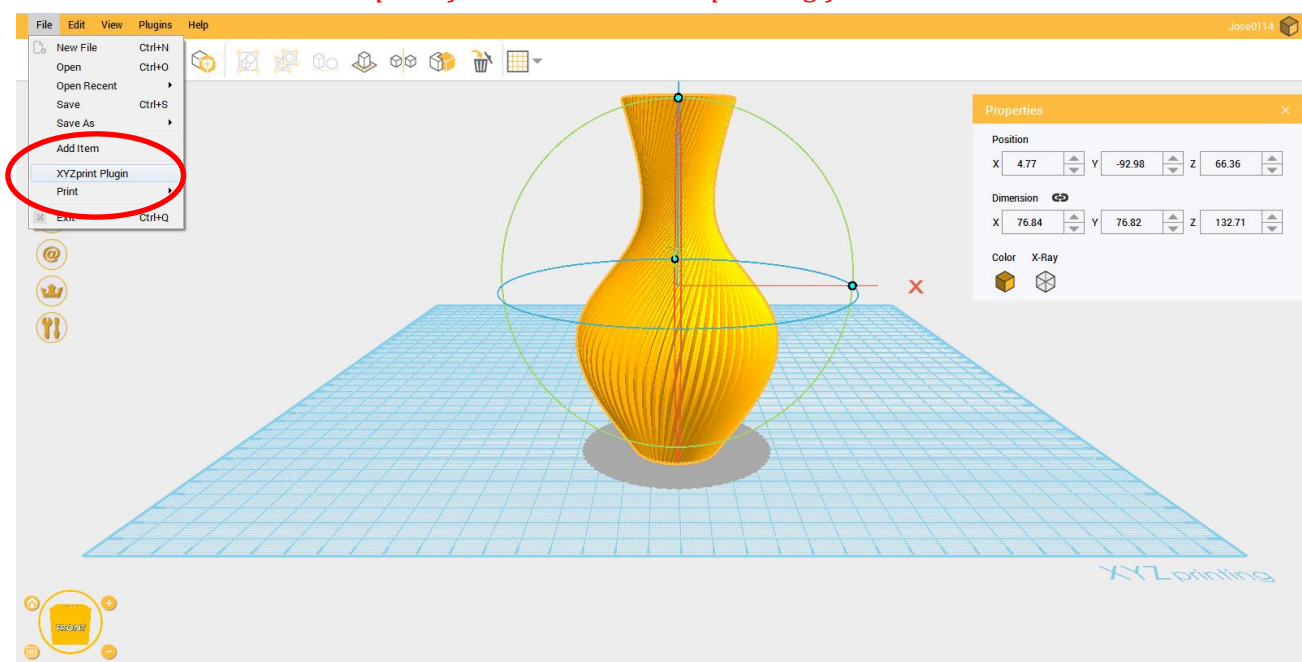 File Edit View Plugins Help
Jose0114
New File Ctrl+N
Open Ctrl+O
Open Recent
Save Ctrl+S
Save As
Add Item
XYZprint Plugin
Print
Exit Ctrl+Q
@
Properties ×
Position
X 4.77 Y -92.98 Z 66.36
Dimension
X 76.84 Y 76.82 Z 132.71
Color X-Ray
X
XYZprinting
FRONT